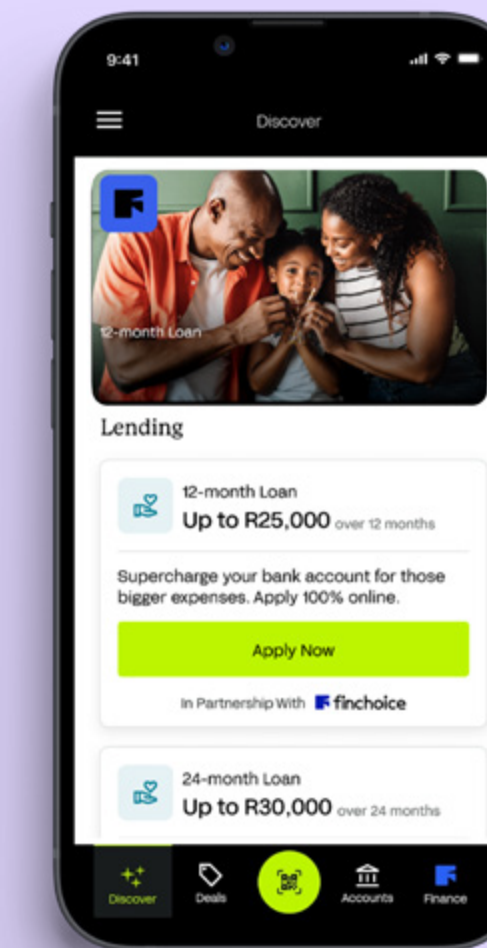 9:41
Discover
12-month Loan
Lending
12-month Loan
Up to R25,000 over 12 months
Supercharge your bank account for those
bigger expenses. Apply 100% online.
Apply Now
In Partnership With finchoice
24-month Loan
Up to R30,000 over 24 months
Discover
Deals
Accounts
Finance